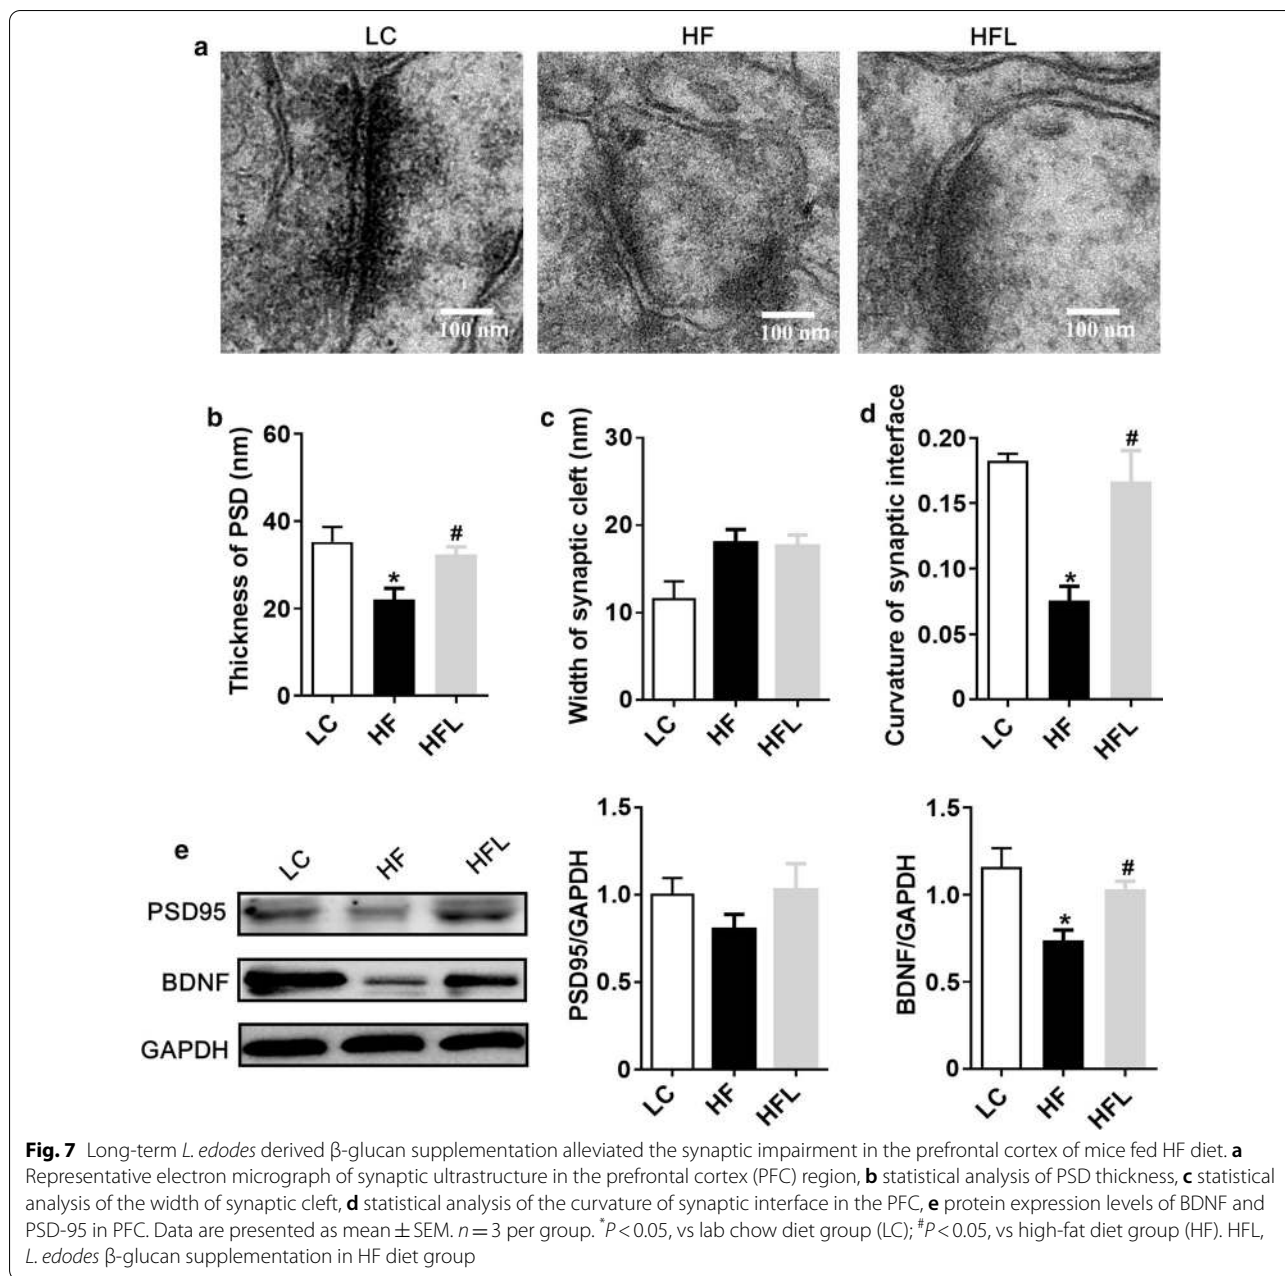 a
LC
HF
HFL
100 nm
100 nm
100 nm
b
Thickness of PSD (nm)
60
40
20
0
*
#
LC
HF
HFL
c
Width of synaptic cleft (nm)
30
20
10
0
LC
HF
HFL
d
Curvature of synaptic interface
0.20
0.15
0.10
0.05
0
*
#
LC
HF
HFL
e
LC
HF
HFL
PSD95
BDNF
GAPDH
PSD95/GAPDH
1.5
1.0
0.5
0
LC
HF
HFL
BDNF/GAPDH
1.5
1.0
0.5
0
*
#
LC
HF
HFL
Fig. 7 Long-term L. edodes derived β-glucan supplementation alleviated the synaptic impairment in the prefrontal cortex of mice fed HF diet. a
Representative electron micrograph of synaptic ultrastructure in the prefrontal cortex (PFC) region, b statistical analysis of PSD thickness, c statistical
analysis of the width of synaptic cleft, d statistical analysis of the curvature of synaptic interface in the PFC, e protein expression levels of BDNF and
PSD-95 in PFC. Data are presented as mean ± SEM. n = 3 per group. *P < 0.05, vs lab chow diet group (LC); #P < 0.05, vs high-fat diet group (HF). HFL,
L. edodes β-glucan supplementation in HF diet group